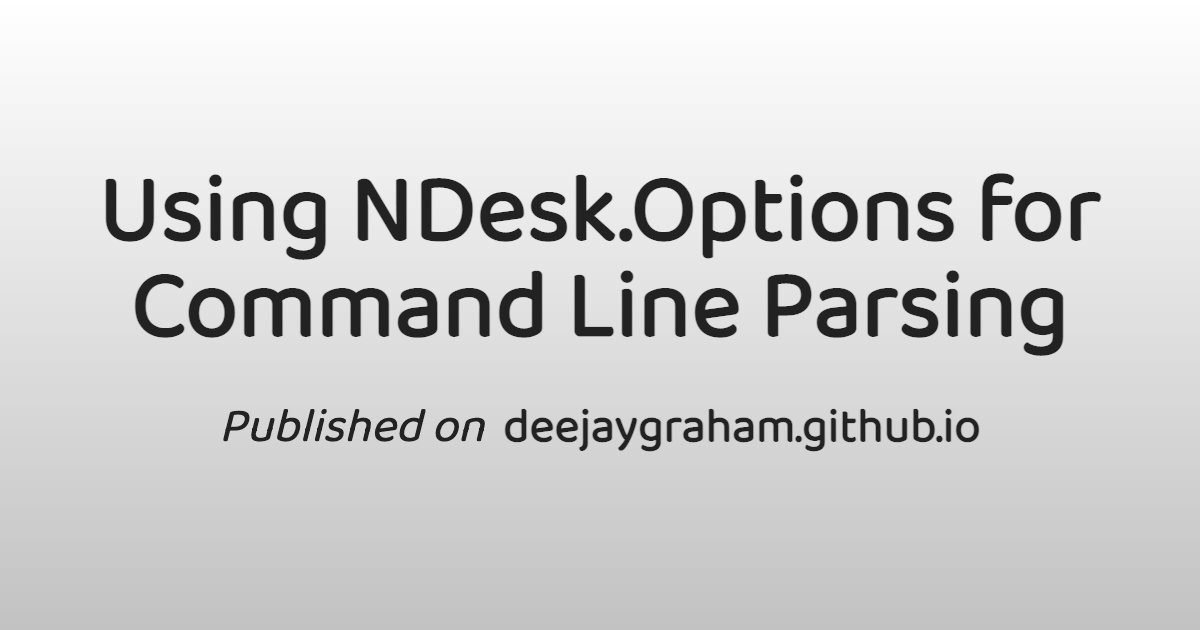 Using NDesk.Options for
Command Line Parsing
Published on deejaygraham.github.io